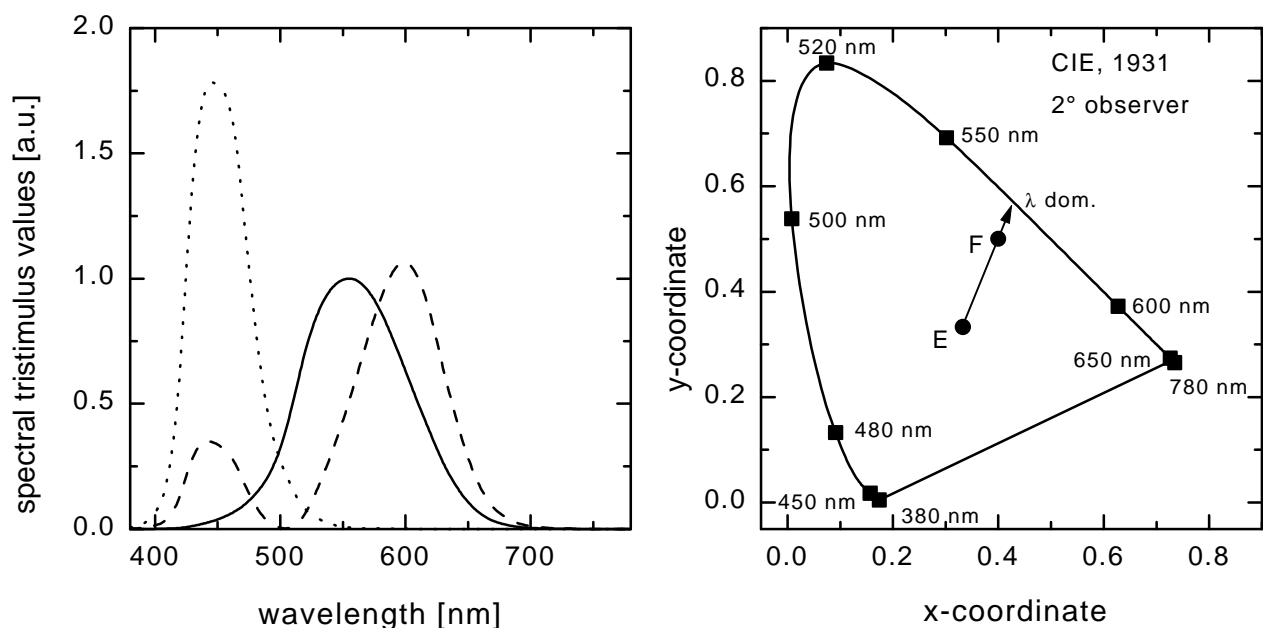 spectral tristimulus values [a.u.]
2.0
1.5
1.0
0.5
0.0
400 500 600 700
wavelength [nm]
y-coordinate
0.8
0.6
0.4
0.2
0.0
0.0 0.2 0.4 0.6 0.8
x-coordinate
CIE, 1931
2° observer
520 nm
550 nm
λ dom.
500 nm
F
E
600 nm
650 nm
780 nm
480 nm
450 nm
380 nm